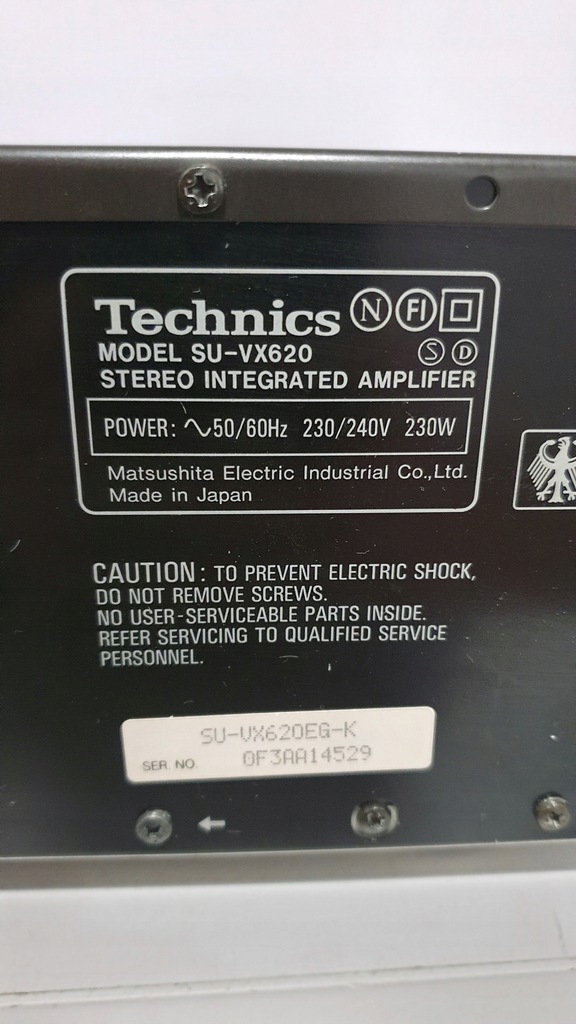 Technics N FI
MODEL SU-VX620 S D
STEREO INTEGRATED AMPLIFIER
POWER: ∿50/60Hz 230/240V 230W
Matsushita Electric Industrial Co.,Ltd.
Made in Japan
CAUTION: TO PREVENT ELECTRIC SHOCK,
DO NOT REMOVE SCREWS.
NO USER-SERVICEABLE PARTS INSIDE.
REFER SERVICING TO QUALIFIED SERVICE
PERSONNEL.
SU-VX620EG-K
SER NO. 0F3AA14529